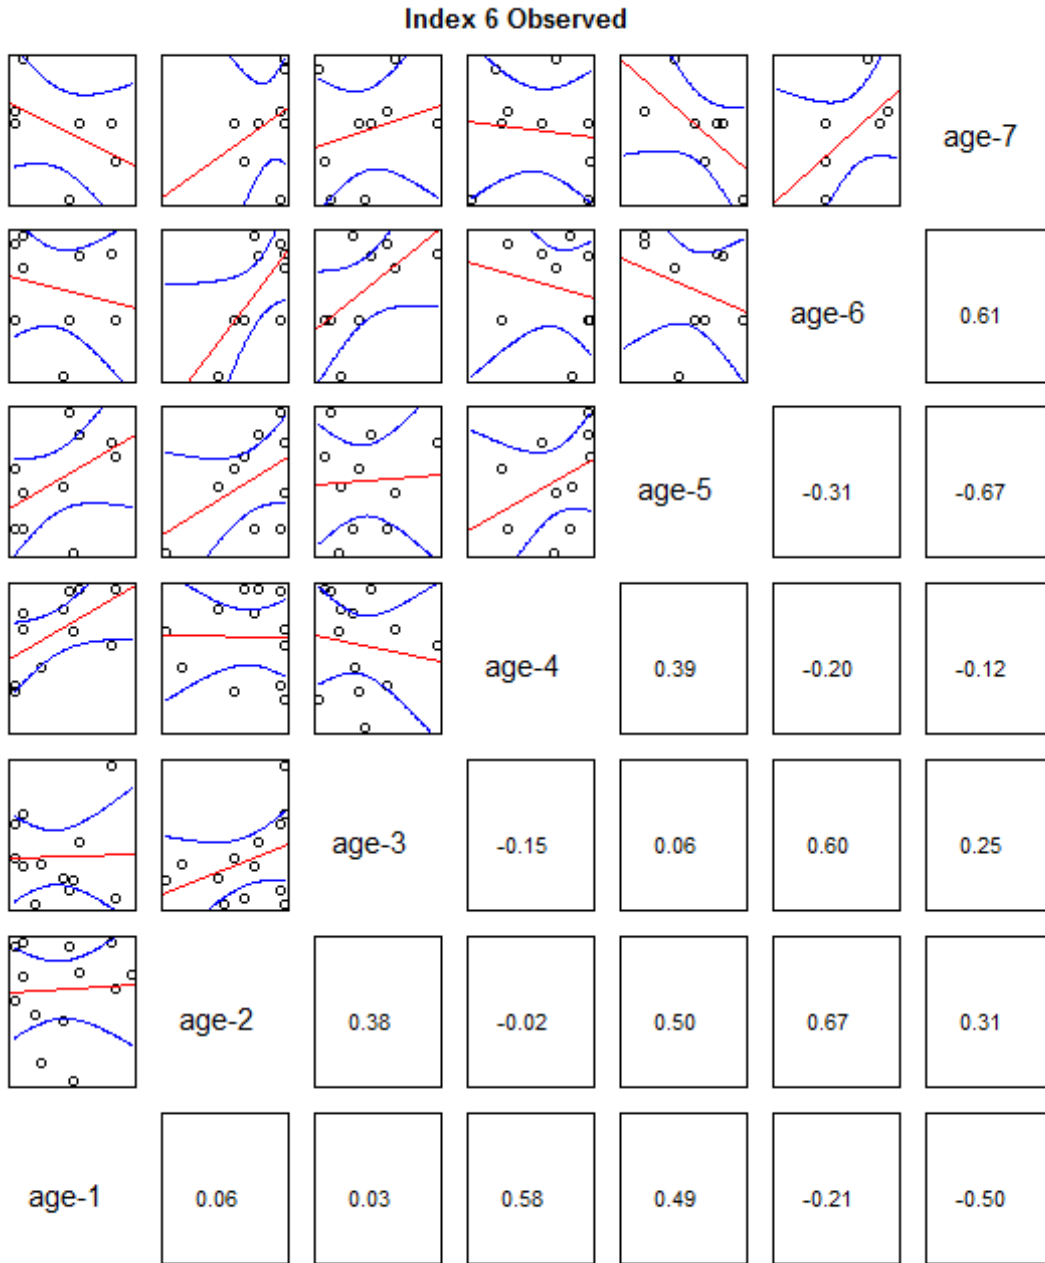 Index 6 Observed
age-7
age-6 0.61
age-5 -0.31 -0.67
age-4 0.39 -0.20 -0.12
age-3 -0.15 0.06 0.60 0.25
age-2 0.38 -0.02 0.50 0.67 0.31
age-1 0.06 0.03 0.58 0.49 -0.21 -0.50